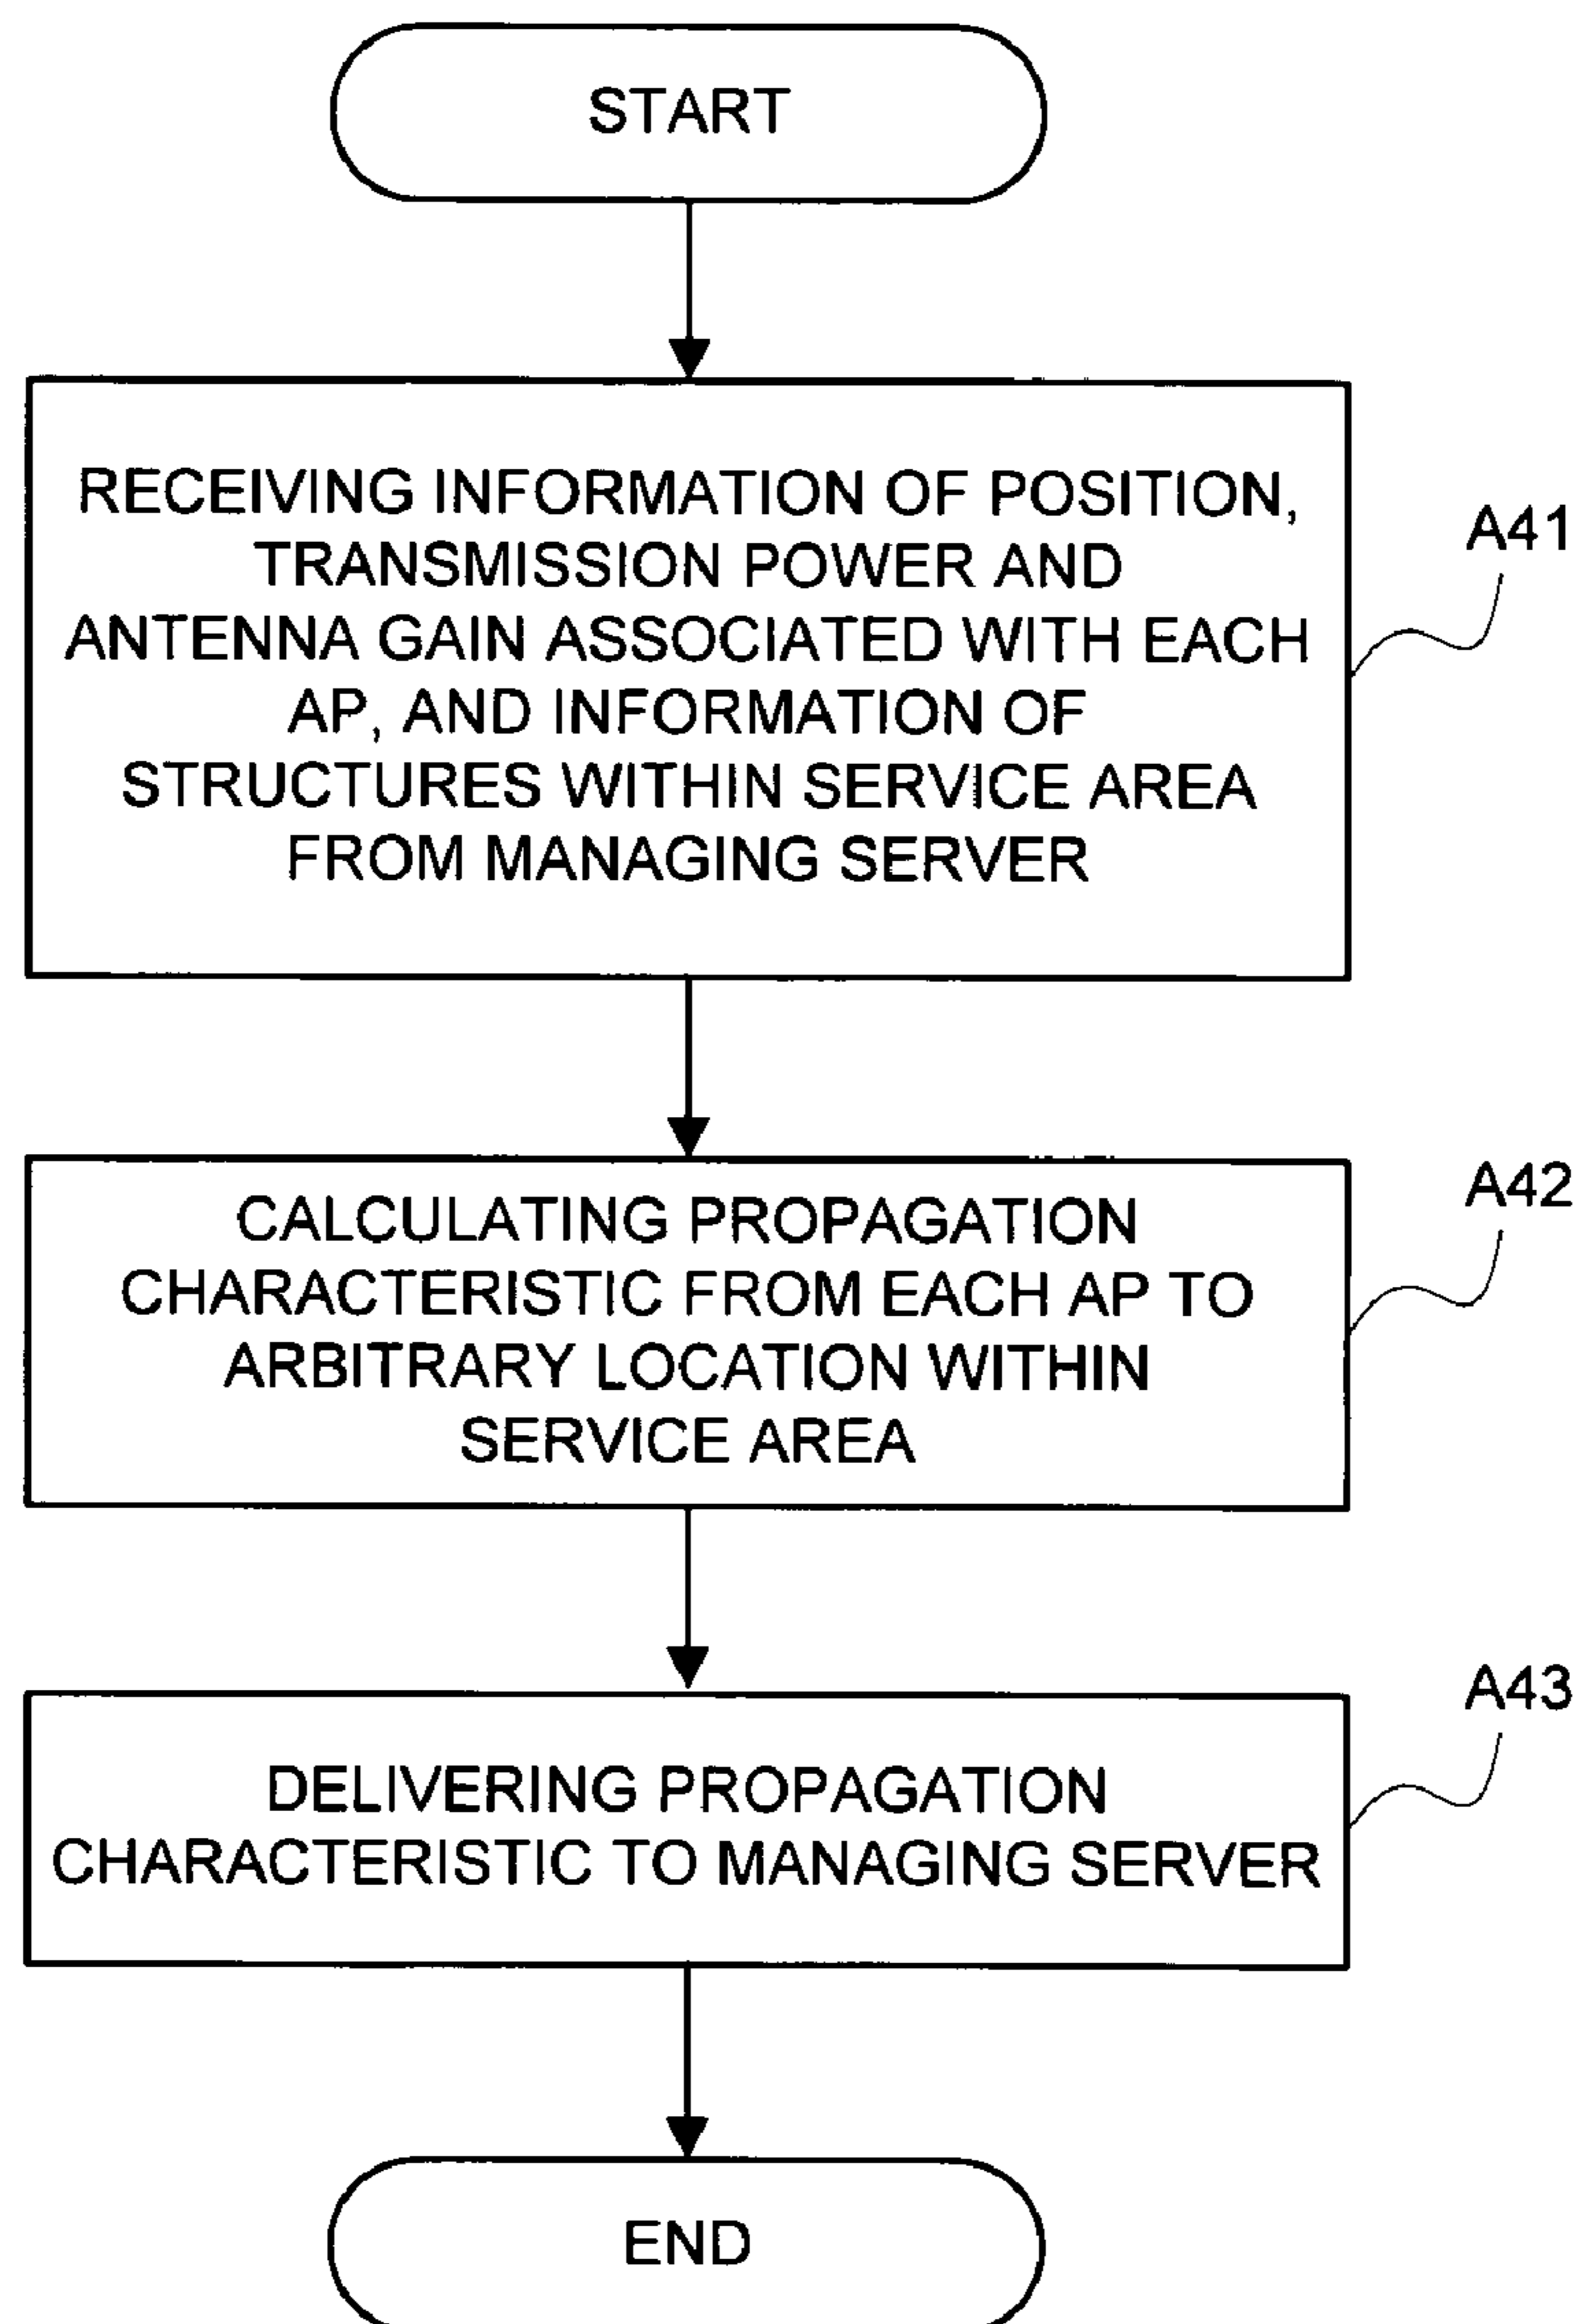 START
RECEIVING INFORMATION OF POSITION,
TRANSMISSION POWER AND
ANTENNA GAIN ASSOCIATED WITH EACH
AP, AND INFORMATION OF
STRUCTURES WITHIN SERVICE AREA
FROM MANAGING SERVER
A41
CALCULATING PROPAGATION
CHARACTERISTIC FROM EACH AP TO
ARBITRARY LOCATION WITHIN
SERVICE AREA
A42
DELIVERING PROPAGATION
CHARACTERISTIC TO MANAGING SERVER
A43
END